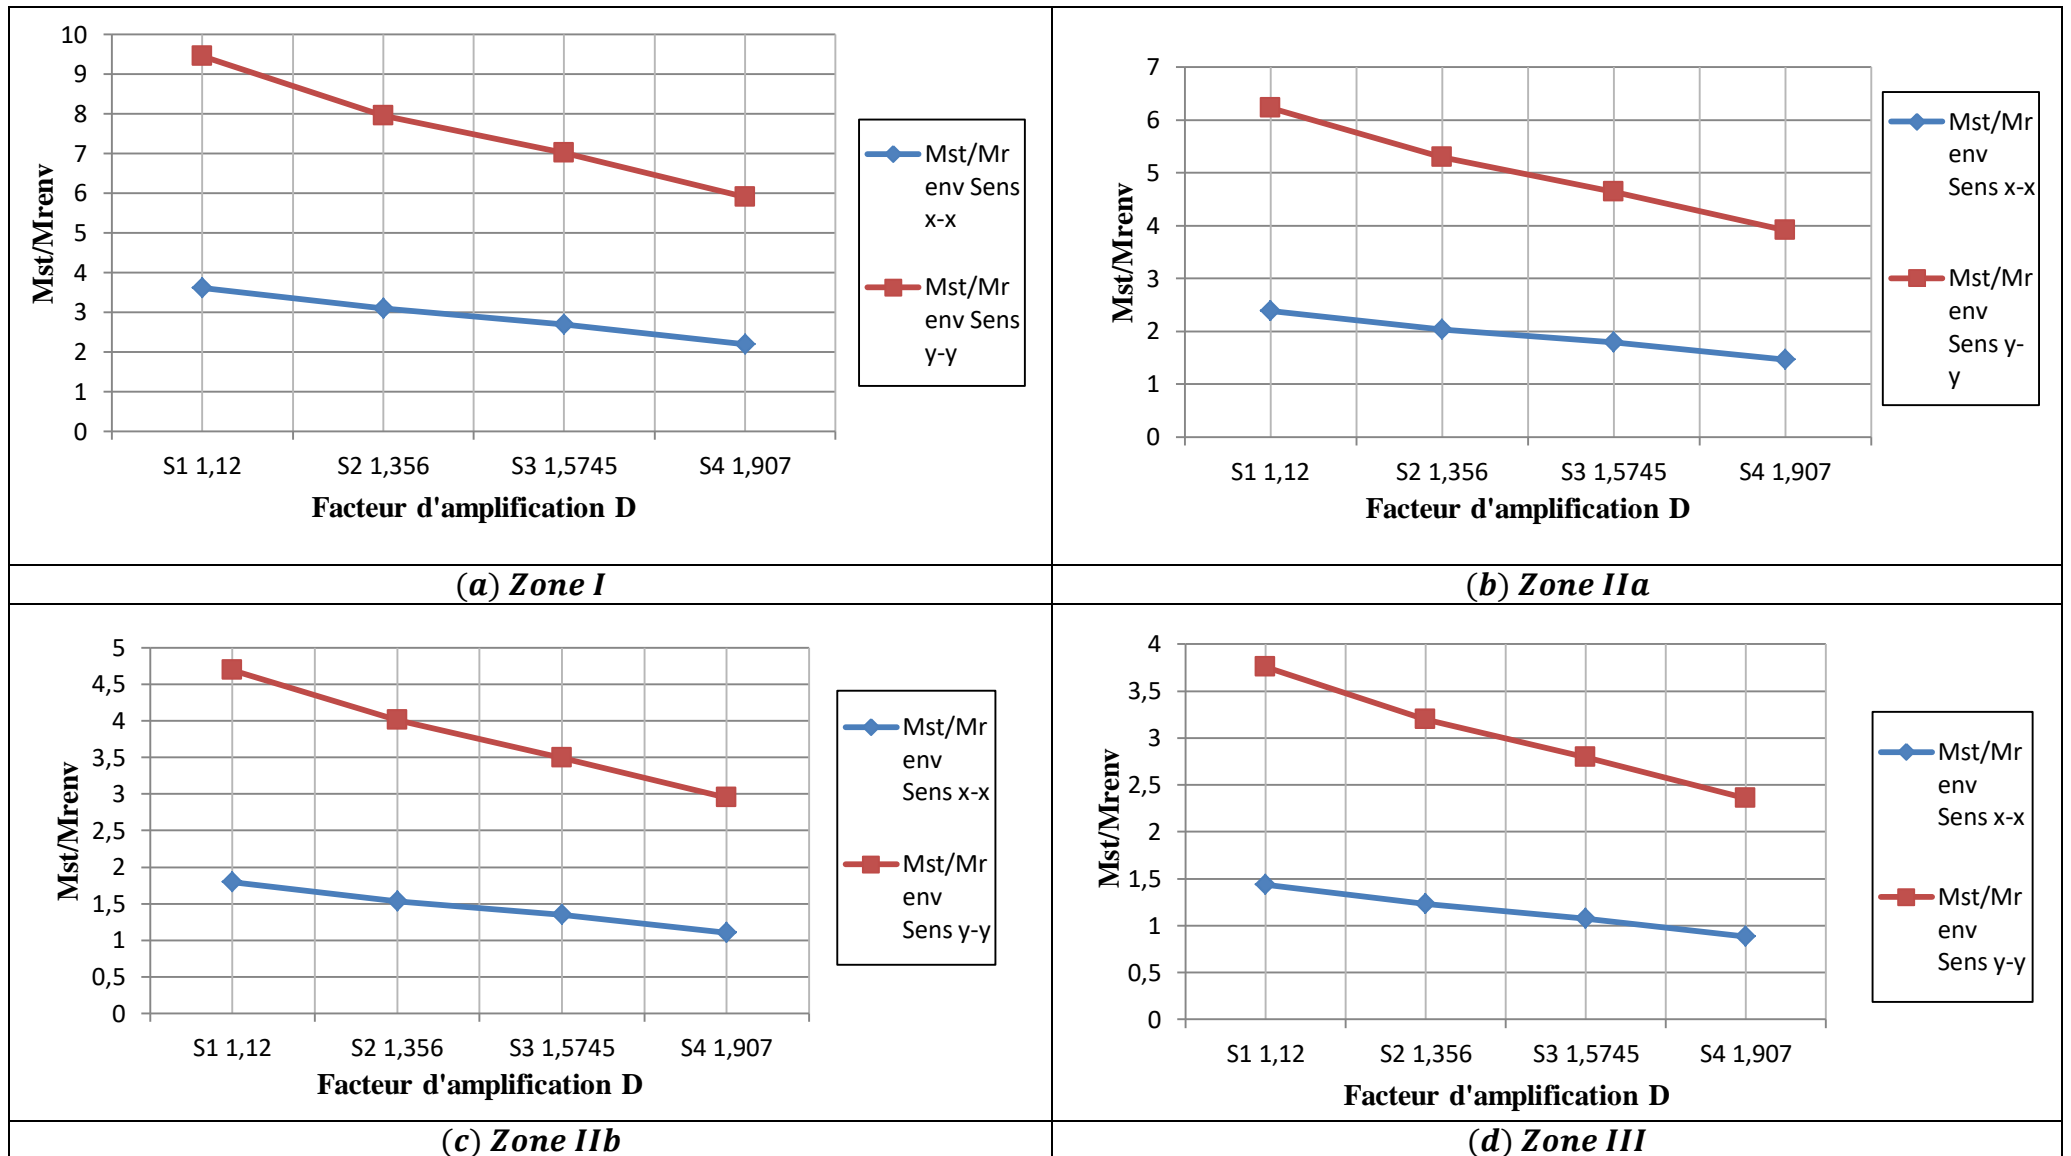 10
9
8
7
6
5
4
3
2
1
0
Mst/Mrenv
S1 1,12 S2 1,356 S3 1,5745 S4 1,907
Facteur d'amplification D
Mst/Mr
env Sens
x-x
Mst/Mr
env Sens
y-y
(a) Zone I
7
6
5
4
3
2
1
0
Mst/Mrenv
S1 1,12 S2 1,356 S3 1,5745 S4 1,907
Facteur d'amplification D
Mst/Mr
env
Sens x-x
Mst/Mr
env
Sens y-
y
(b) Zone IIa
5
4,5
4
3,5
3
2,5
2
1,5
1
0,5
0
Mst/Mrenv
S1 1,12 S2 1,356 S3 1,5745 S4 1,907
Facteur d'amplification D
Mst/Mr
env
Sens x-x
Mst/Mr
env
Sens y-y
(c) Zone IIb
4
3,5
3
2,5
2
1,5
1
0,5
0
Mst/Mrenv
S1 1,12 S2 1,356 S3 1,5745 S4 1,907
Facteur d'amplification D
Mst/Mr
env
Sens x-x
Mst/Mr
env
Sens y-y
(d) Zone III